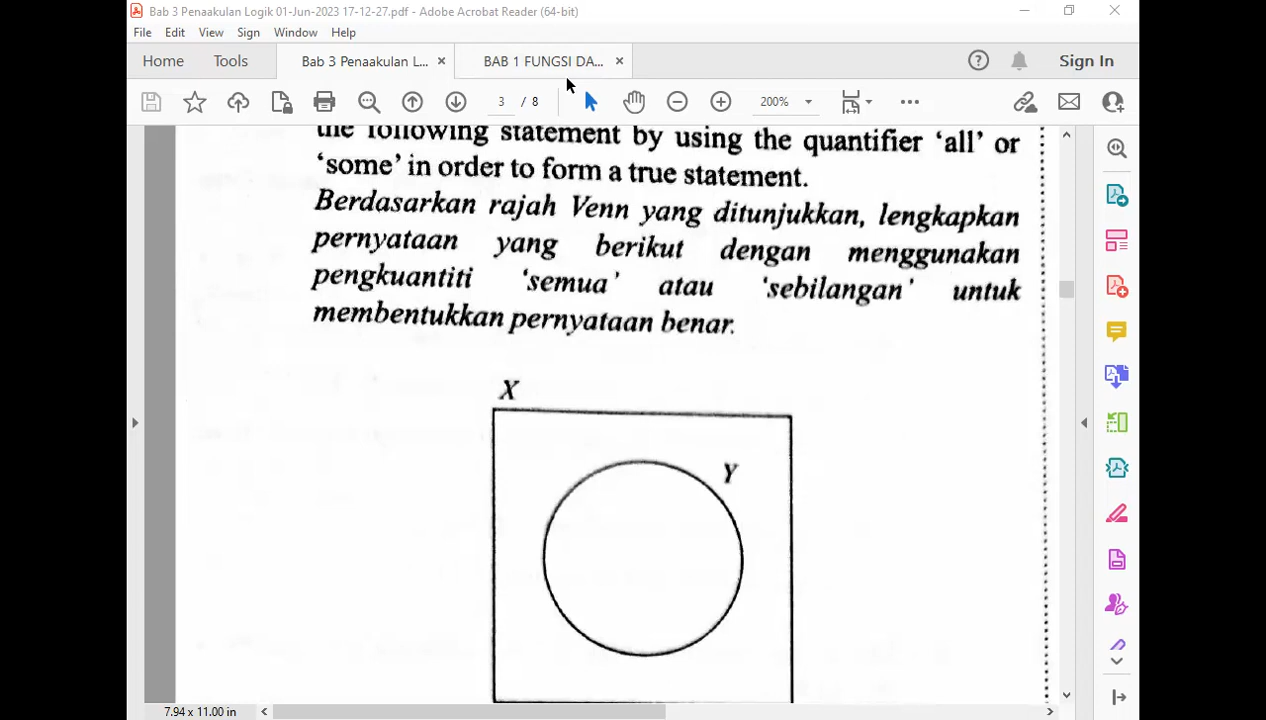 Bab 3 Penaakulan Logik 01-Jun-2023 17-12-27.pdf - Adobe Acrobat Reader (64-bit)
File Edit View Sign Window Help
Home Tools Bab 3 Penaakulan L... × BAB 1 FUNGSI DA... × Sign In
3 / 8 200%
the following statement by using the quantifier ‘all’ or
‘some’ in order to form a true statement.
Berdasarkan rajah Venn yang ditunjukkan, lengkapkan
pernyataan yang berikut dengan menggunakan
pengkuantiti ‘semua’ atau ‘sebilangan’ untuk
membentukkan pernyataan benar.
X
Y
7.94 x 11.00 in